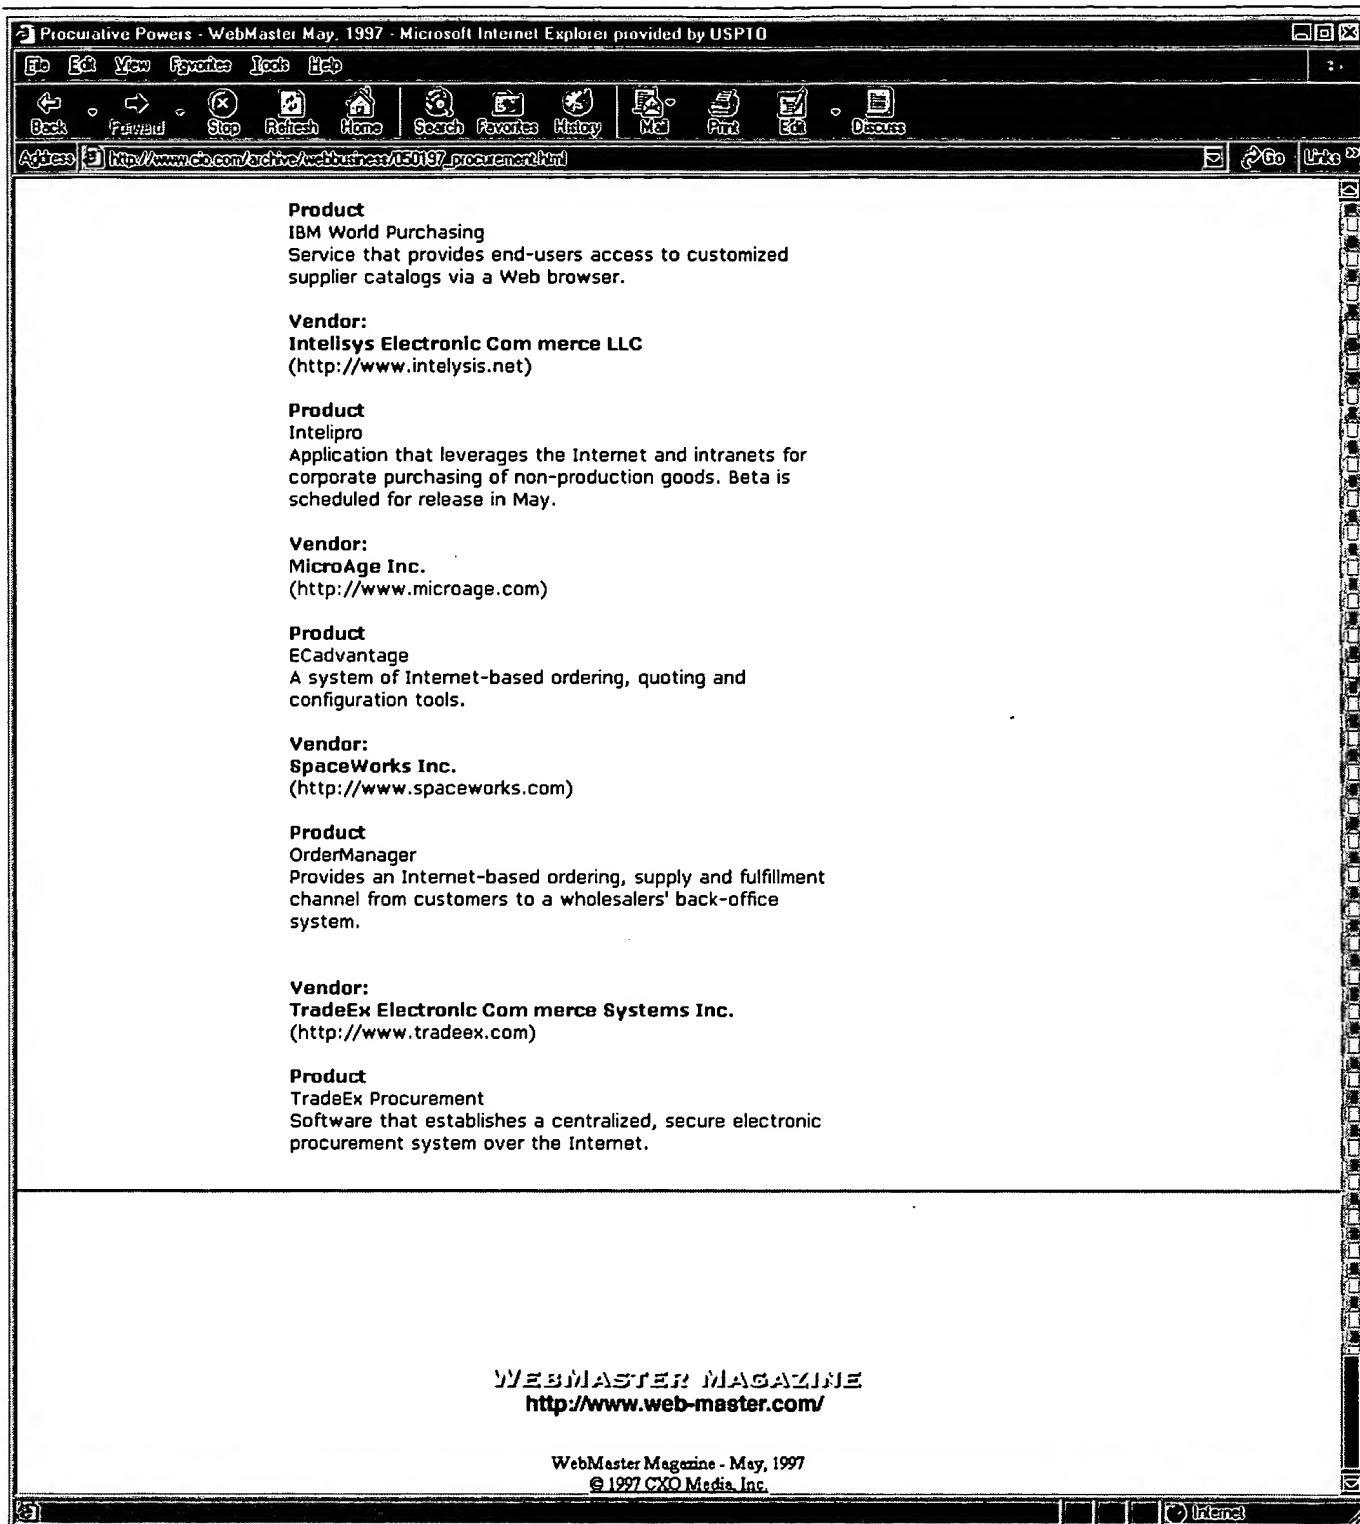 Procurative Powers - WebMaster May, 1997 - Microsoft Internet Explorer provided by USPTO
File Edit View Favorites Tools Help
Back Forward Stop Refresh Home Search Favorites History Mail Print Edit Discuss
Address http://www.cio.com/archive/webbusiness/050197_procurement.html Go Links »
Product
IBM World Purchasing
Service that provides end-users access to customized
supplier catalogs via a Web browser.
Vendor:
Intelisys Electronic Com merce LLC
(http://www.intelysis.net)
Product
Intelipro
Application that leverages the Internet and intranets for
corporate purchasing of non-production goods. Beta is
scheduled for release in May.
Vendor:
MicroAge Inc.
(http://www.microage.com)
Product
ECadvantage
A system of Internet-based ordering, quoting and
configuration tools.
Vendor:
SpaceWorks Inc.
(http://www.spaceworks.com)
Product
OrderManager
Provides an Internet-based ordering, supply and fulfillment
channel from customers to a wholesalers' back-office
system.
Vendor:
TradeEx Electronic Com merce Systems Inc.
(http://www.tradeex.com)
Product
TradeEx Procurement
Software that establishes a centralized, secure electronic
procurement system over the Internet.
WEBMASTER MAGAZINE
http://www.web-master.com/
WebMaster Magazine - May, 1997
© 1997 CXO Media, Inc.
Internet